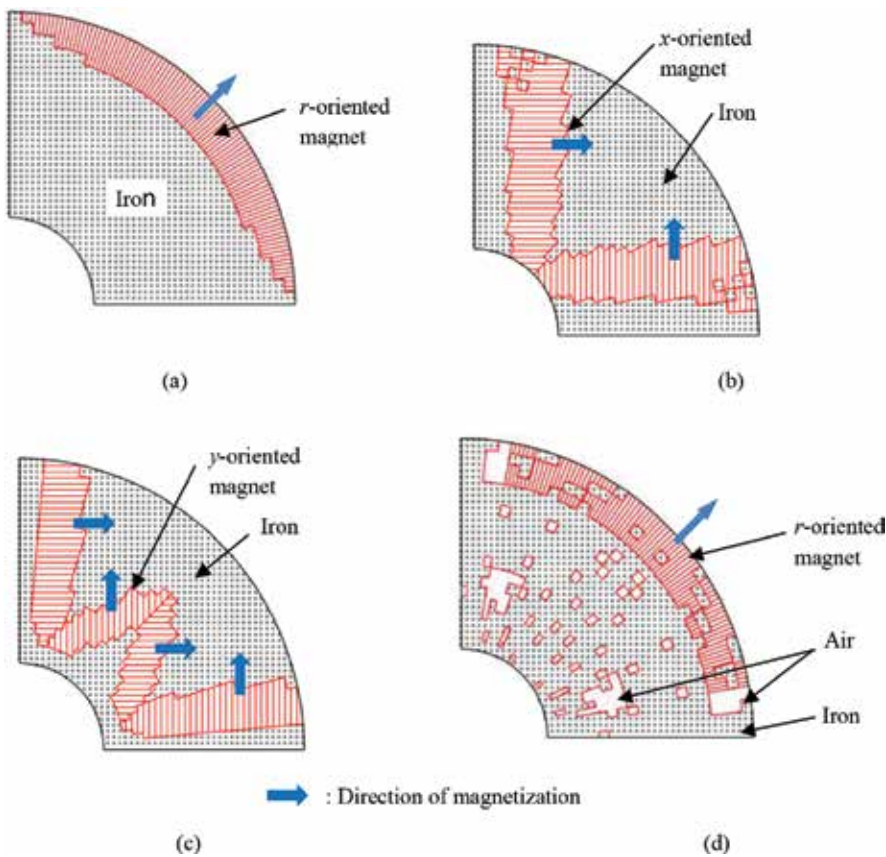 r-oriented
magnet
Iron
(a)
x-oriented
magnet
Iron
(b)
y-oriented
magnet
Iron
(c)
r-oriented
magnet
Air
Iron
(d)
: Direction of magnetization